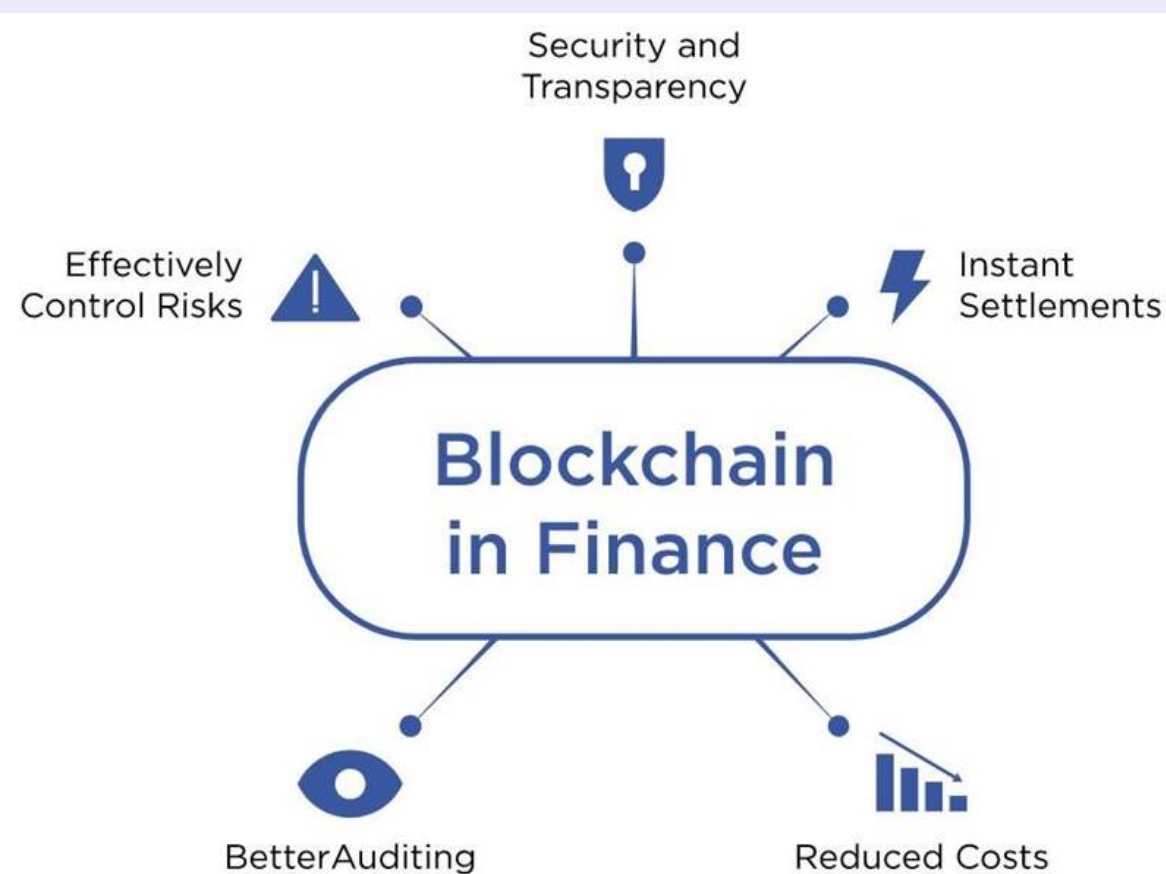 Security and
Transparency
Effectively
Control Risks
Instant
Settlements
Blockchain
in Finance
BetterAuditing
Reduced Costs